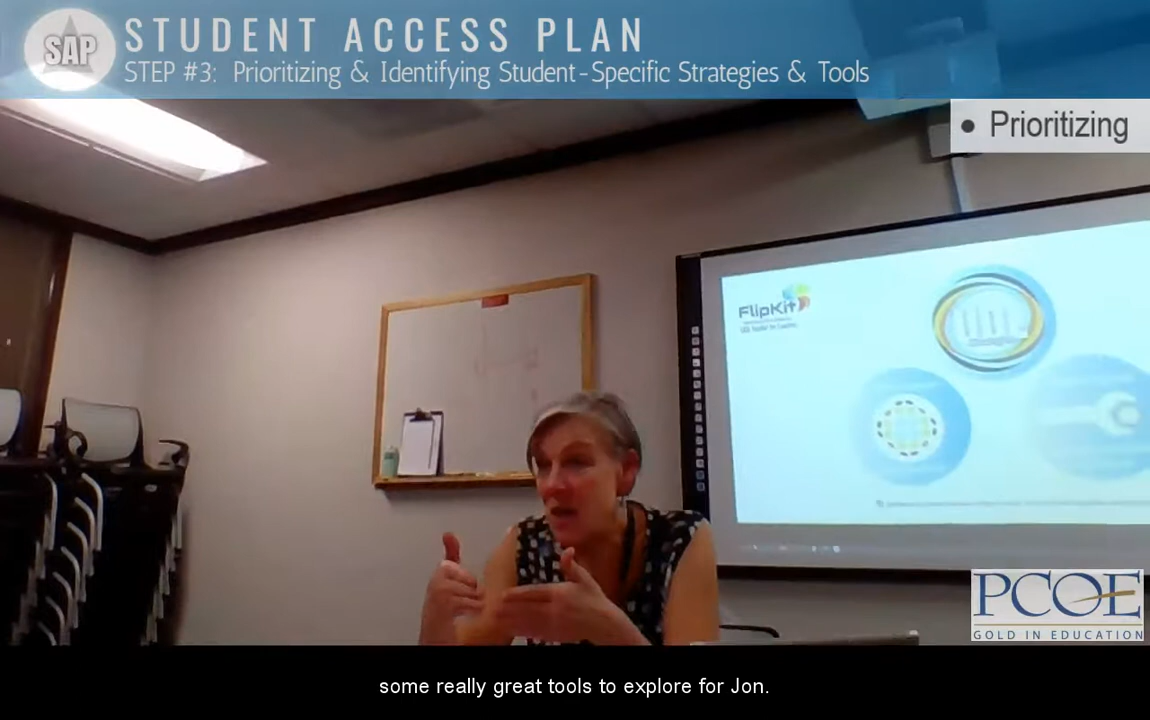 SAP
STUDENT ACCESS PLAN
STEP #3: Prioritizing & Identifying Student-Specific Strategies & Tools
• Prioritizing
FlipKit
UDL
PCOE
GOLD IN EDUCATION
some really great tools to explore for Jon.